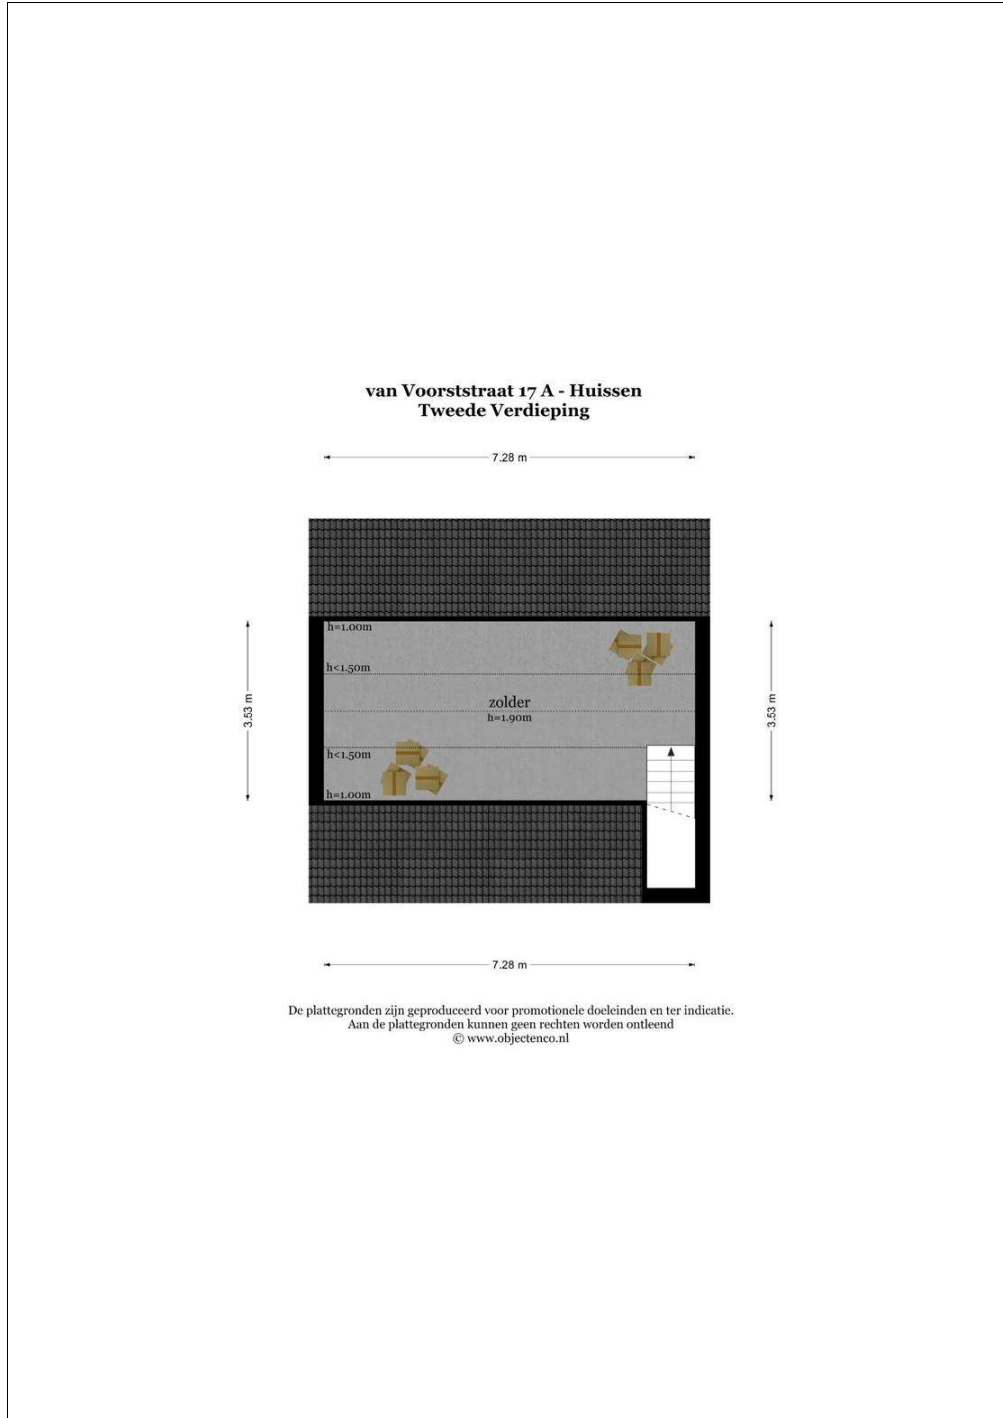 van Voorststraat 17 A - Huissen
Tweede Verdieping
7.28 m
h=1.00m
h<1.50m
zolder
h=1.90m
3.53 m
3.53 m
h<1.50m
h=1.00m
7.28 m
De plattegronden zijn geproduceerd voor promotionele doeleinden en ter indicatie.
Aan de plattegronden kunnen geen rechten worden ontleend
© www.objectenco.nl